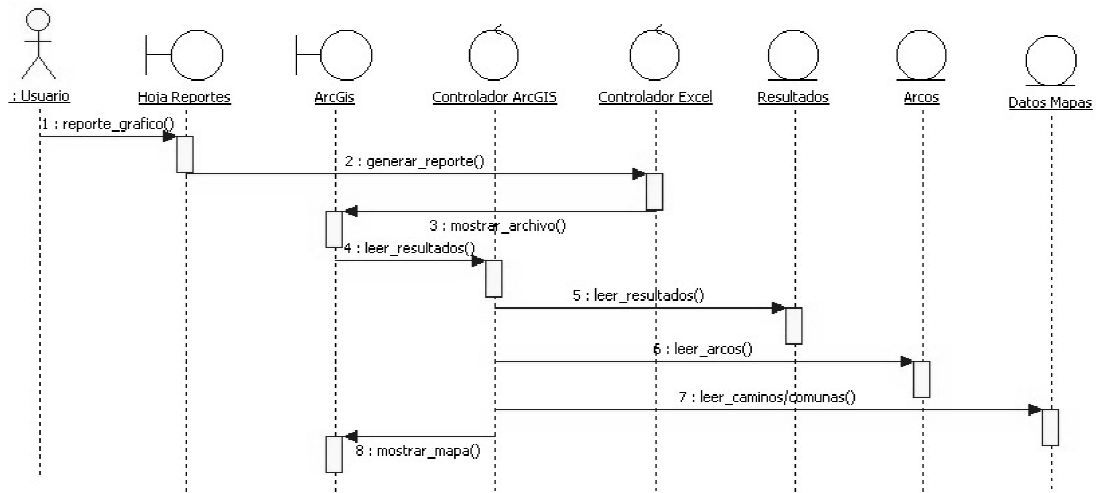 : Usuario
Hoja Reportes
ArcGis
Controlador ArcGIS
Controlador Excel
Resultados
Arcos
Datos Mapas
1 : reporte_grafico()
2 : generar_reporte()
3 : mostrar_archivo()
4 : leer_resultados()
5 : leer_resultados()
6 : leer_arcos()
7 : leer_caminos/comunas()
8 : mostrar_mapa()